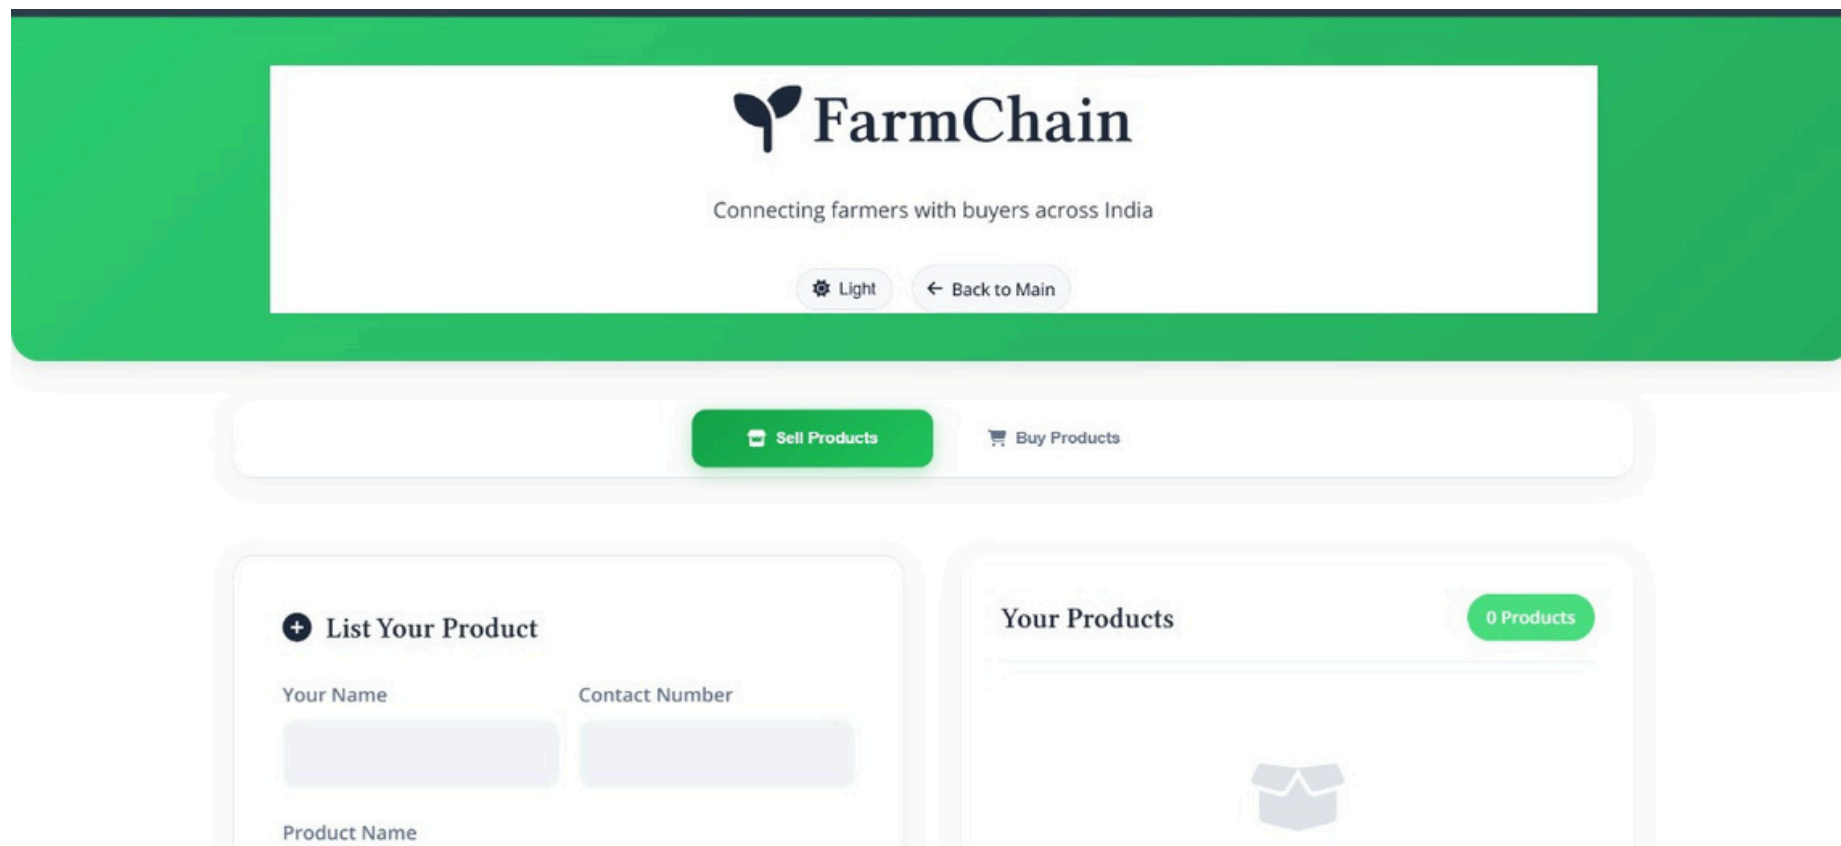 FarmChain
Connecting farmers with buyers across India
Light
Back to Main
Sell Products
Buy Products
List Your Product
Your Name
Contact Number
Product Name
Your Products
0 Products